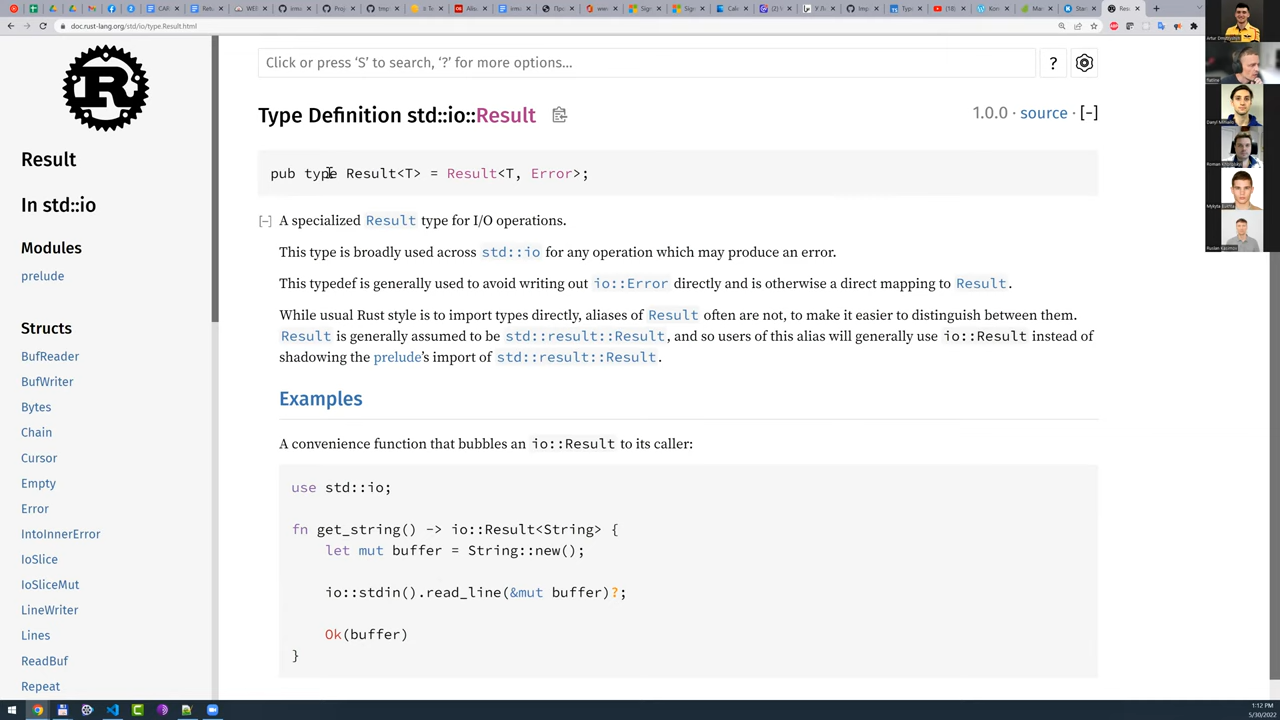 doc.rust-lang.org/std/io/type.Result.html
Click or press 'S' to search, '?' for more options…
?
Result
In std::io
Modules
prelude
Structs
BufReader
BufWriter
Bytes
Chain
Cursor
Empty
Error
IntoInnerError
IoSlice
IoSliceMut
LineWriter
Lines
ReadBuf
Repeat
Type Definition std::io::Result
1.0.0 · source · [-]
pub type Result<T> = Result<T, Error>;
[-] A specialized Result type for I/O operations.
This type is broadly used across std::io for any operation which may produce an error.
This typedef is generally used to avoid writing out io::Error directly and is otherwise a direct mapping to Result.
While usual Rust style is to import types directly, aliases of Result often are not, to make it easier to distinguish between them.
Result is generally assumed to be std::result::Result, and so users of this alias will generally use io::Result instead of
shadowing the prelude's import of std::result::Result.
Examples
A convenience function that bubbles an io::Result to its caller:
use std::io;
fn get_string() -> io::Result<String> {
let mut buffer = String::new();
io::stdin().read_line(&mut buffer)?;
Ok(buffer)
}
1:12 PM
5/30/2022